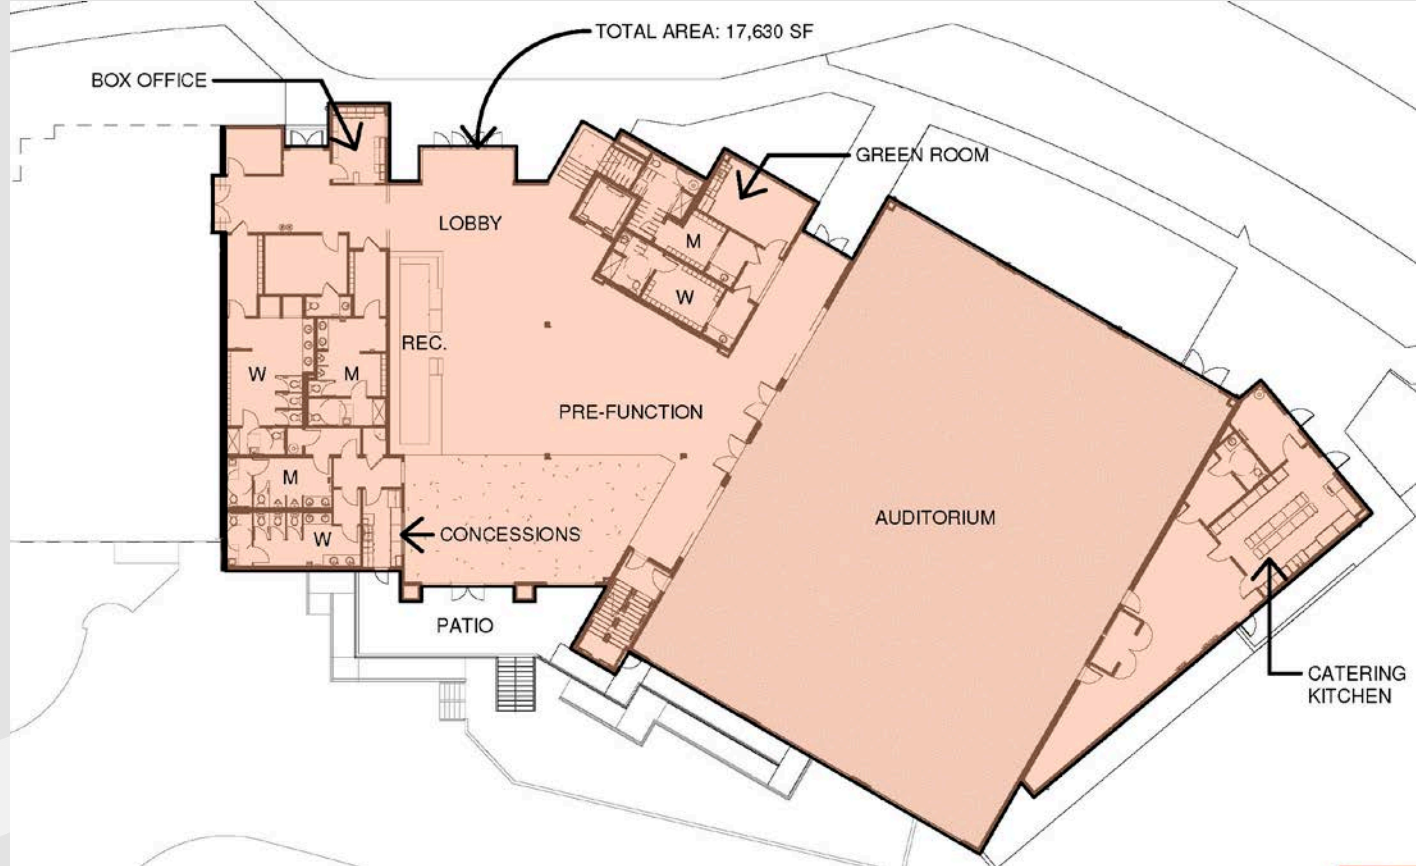 TOTAL AREA: 17,630 SF
BOX OFFICE
GREEN ROOM
LOBBY
M
W
REC.
W
M
PRE-FUNCTION
M
AUDITORIUM
W
CONCESSIONS
PATIO
CATERING
KITCHEN